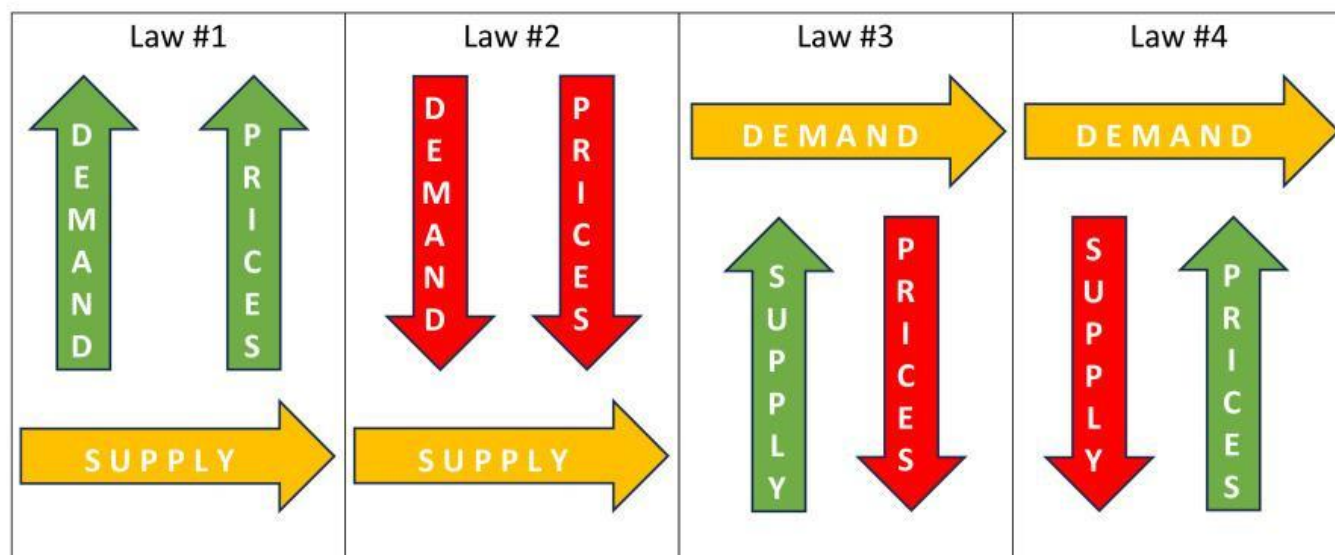 Law #1
DEMAND
PRICES
SUPPLY
Law #2
DEMAND
PRICES
SUPPLY
Law #3
DEMAND
SUPPLY
PRICES
Law #4
DEMAND
SUPPLY
PRICES